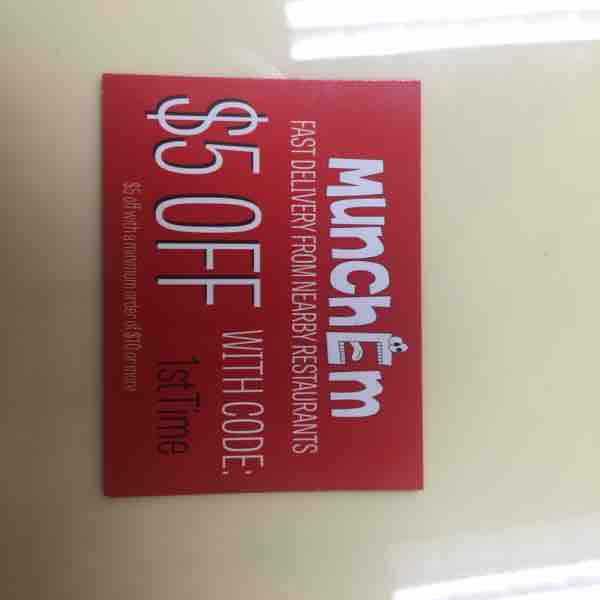 MUnchEm
FAST DELIVERY FROM NEARBY RESTAURANTS
$5 OFF WITH CODE:
1stTime
$5 off with a minimum order of $10 or more